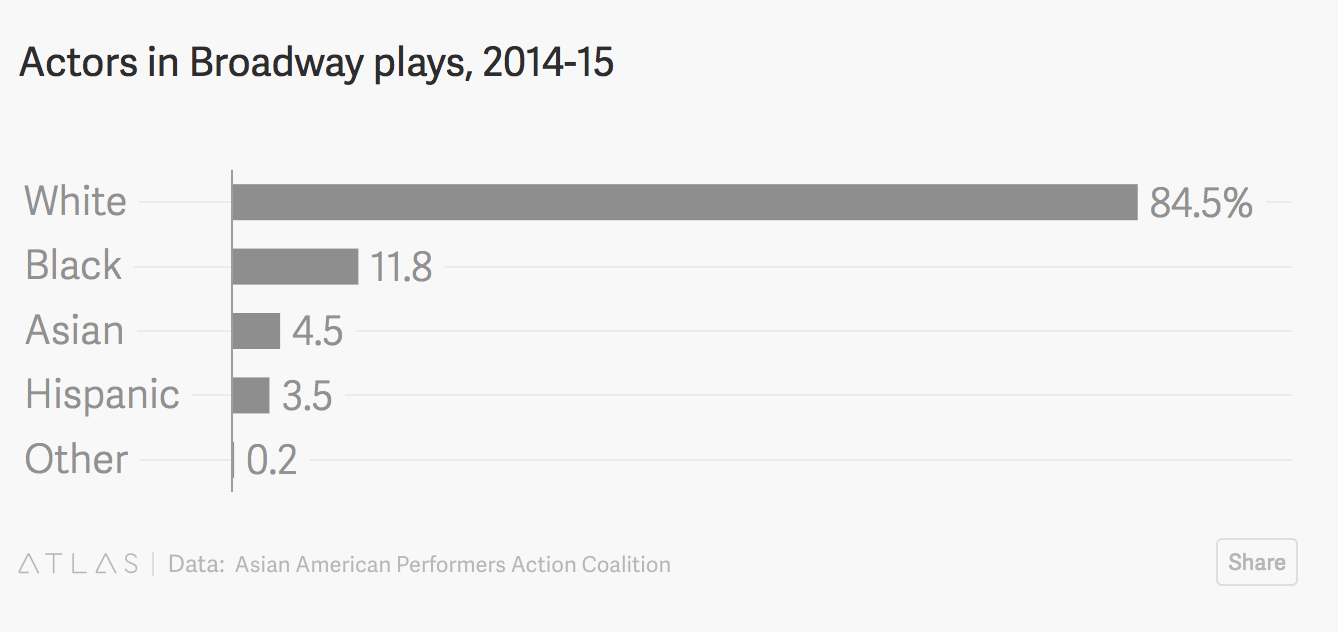 Actors in Broadway plays, 2014-15
White 84.5%
Black 11.8
Asian 4.5
Hispanic 3.5
Other 0.2
ATLAS | Data: Asian American Performers Action Coalition Share